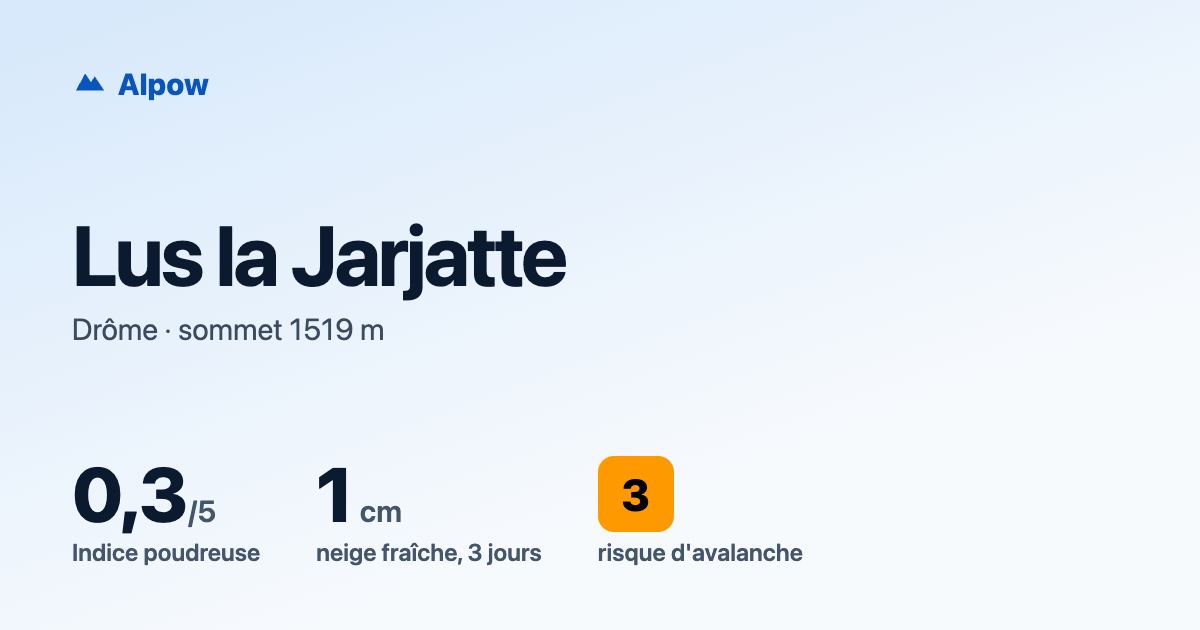 Alpow
Lus la Jarjatte
Drôme · sommet 1519 m
0,3/5
Indice poudreuse
1 cm
neige fraîche, 3 jours
3
risque d'avalanche